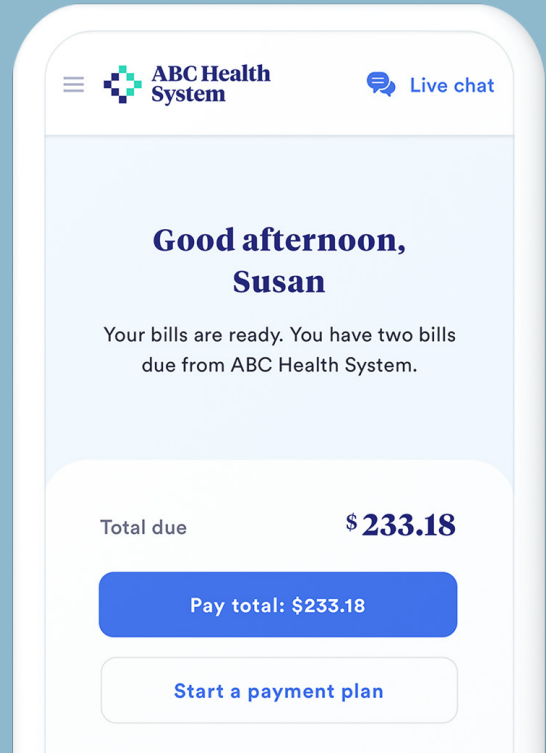 ABC Health
System
Live chat
Good afternoon,
Susan
Your bills are ready. You have two bills
due from ABC Health System.
Total due
$233.18
Pay total: $233.18
Start a payment plan